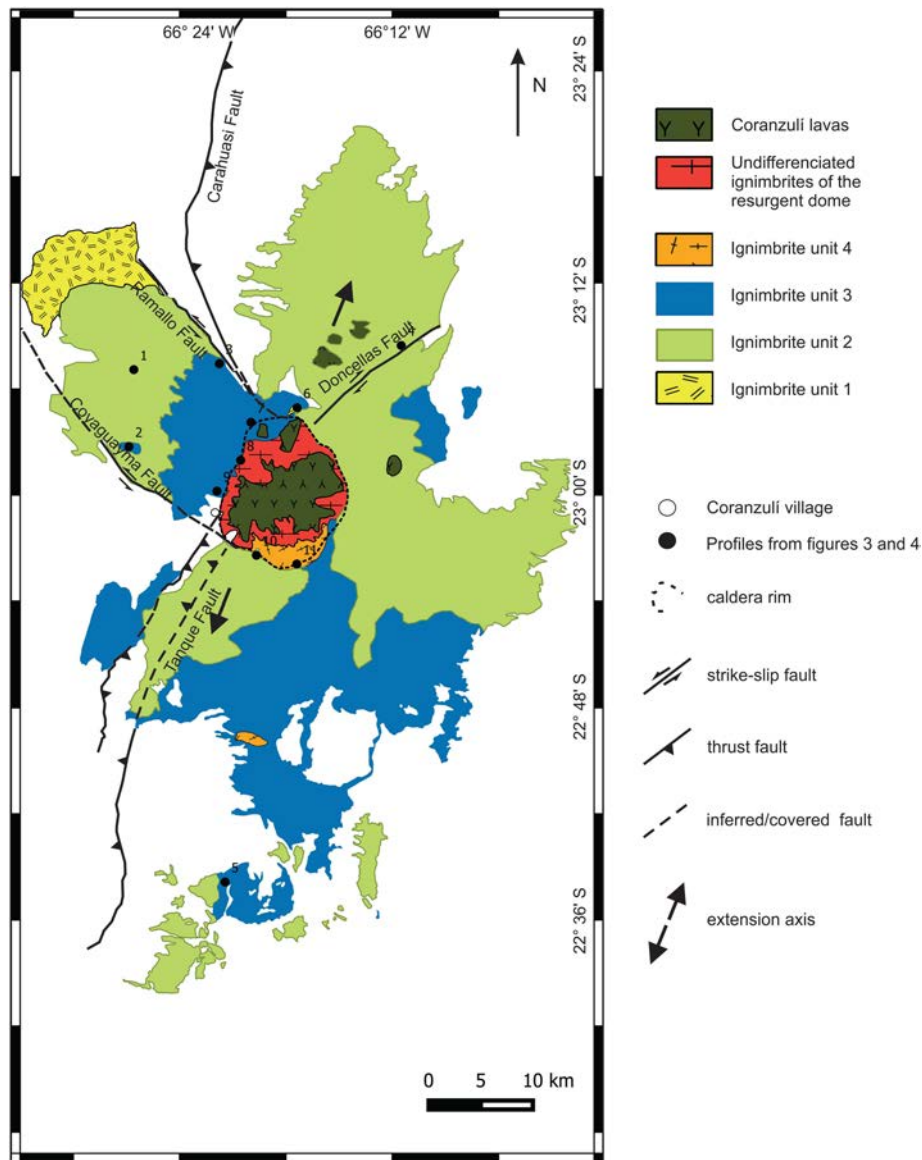 66° 24' W
66° 12' W
23° 24' S
N
Carahuasi Fault
23° 12' S
Ramallo Fault
Doncellas Fault
4
3
1
6
7
Coyaguayma Fault
2
8
9
23° 00' S
10
11
Tanque Fault
22° 48' S
5
22° 36' S
0 5 10 km
Coranzulí lavas
Undifferenciated
ignimbrites of the
resurgent dome
Ignimbrite unit 4
Ignimbrite unit 3
Ignimbrite unit 2
Ignimbrite unit 1
Coranzulí village
Profiles from figures 3 and 4
caldera rim
strike-slip fault
thrust fault
inferred/covered fault
extension axis